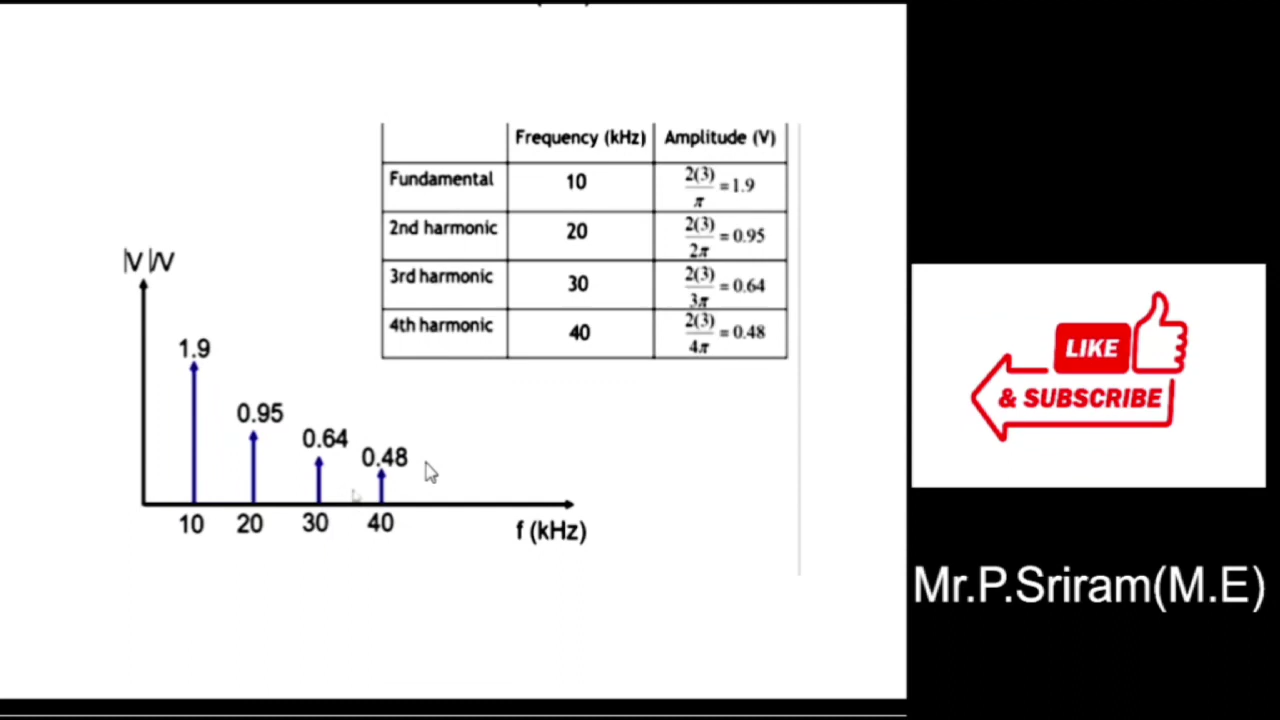 Frequency (kHz) Amplitude (V)
Fundamental 10 2(3)/π = 1.9
2nd harmonic 20 2(3)/2π = 0.95
3rd harmonic 30 2(3)/3π = 0.64
4th harmonic 40 2(3)/4π = 0.48
|V|/V
1.9
0.95
0.64
0.48
10 20 30 40
f (kHz)
LIKE
& SUBSCRIBE
Mr.P.Sriram(M.E)